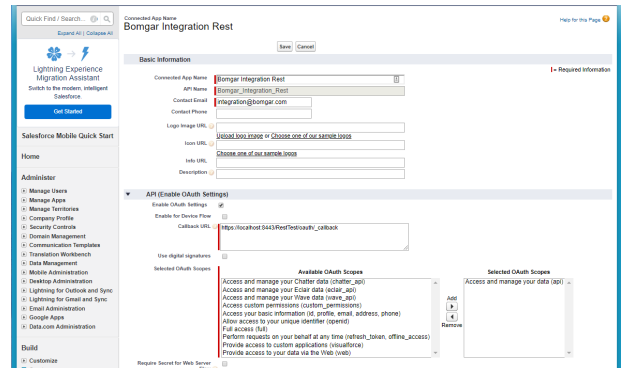 Quick Find / Search...
Expand All | Collapse All
Lightning Experience
Migration Assistant
Switch to the modern, intelligent
Salesforce.
Get Started
Salesforce Mobile Quick Start
Home
Administer
Manage Users
Manage Apps
Manage Territories
Company Profile
Security Controls
Domain Management
Communication Templates
Translation Workbench
Data Management
Mobile Administration
Desktop Administration
Lightning for Outlook and Sync
Lightning for Gmail and Sync
Email Administration
Google Apps
Data.com Administration
Build
Customize
Connected App Name
Bomgar Integration Rest
Help for this Page
Save Cancel
Basic Information
= Required Information
Connected App Name Bomgar Integration Rest
API Name Bomgar_Integration_Rest
Contact Email integration@bomgar.com
Contact Phone
Logo Image URL
Upload logo image or Choose one of our sample logos
Icon URL
Choose one of our sample logos
Info URL
Description
API (Enable OAuth Settings)
Enable OAuth Settings
Enable for Device Flow
Callback URL https://localhost:8443/RestTest/oauth/_callback
Use digital signatures
Selected OAuth Scopes
Available OAuth Scopes
Access and manage your Chatter data (chatter_api)
Access and manage your Eclair data (eclair_api)
Access and manage your Wave data (wave_api)
Access custom permissions (custom_permissions)
Access your basic information (id, profile, email, address, phone)
Allow access to your unique identifier (openid)
Full access (full)
Perform requests on your behalf at any time (refresh_token, offline_access)
Provide access to custom applications (visualforce)
Provide access to your data via the Web (web)
Add
Remove
Selected OAuth Scopes
Access and manage your data (api)
Require Secret for Web Server